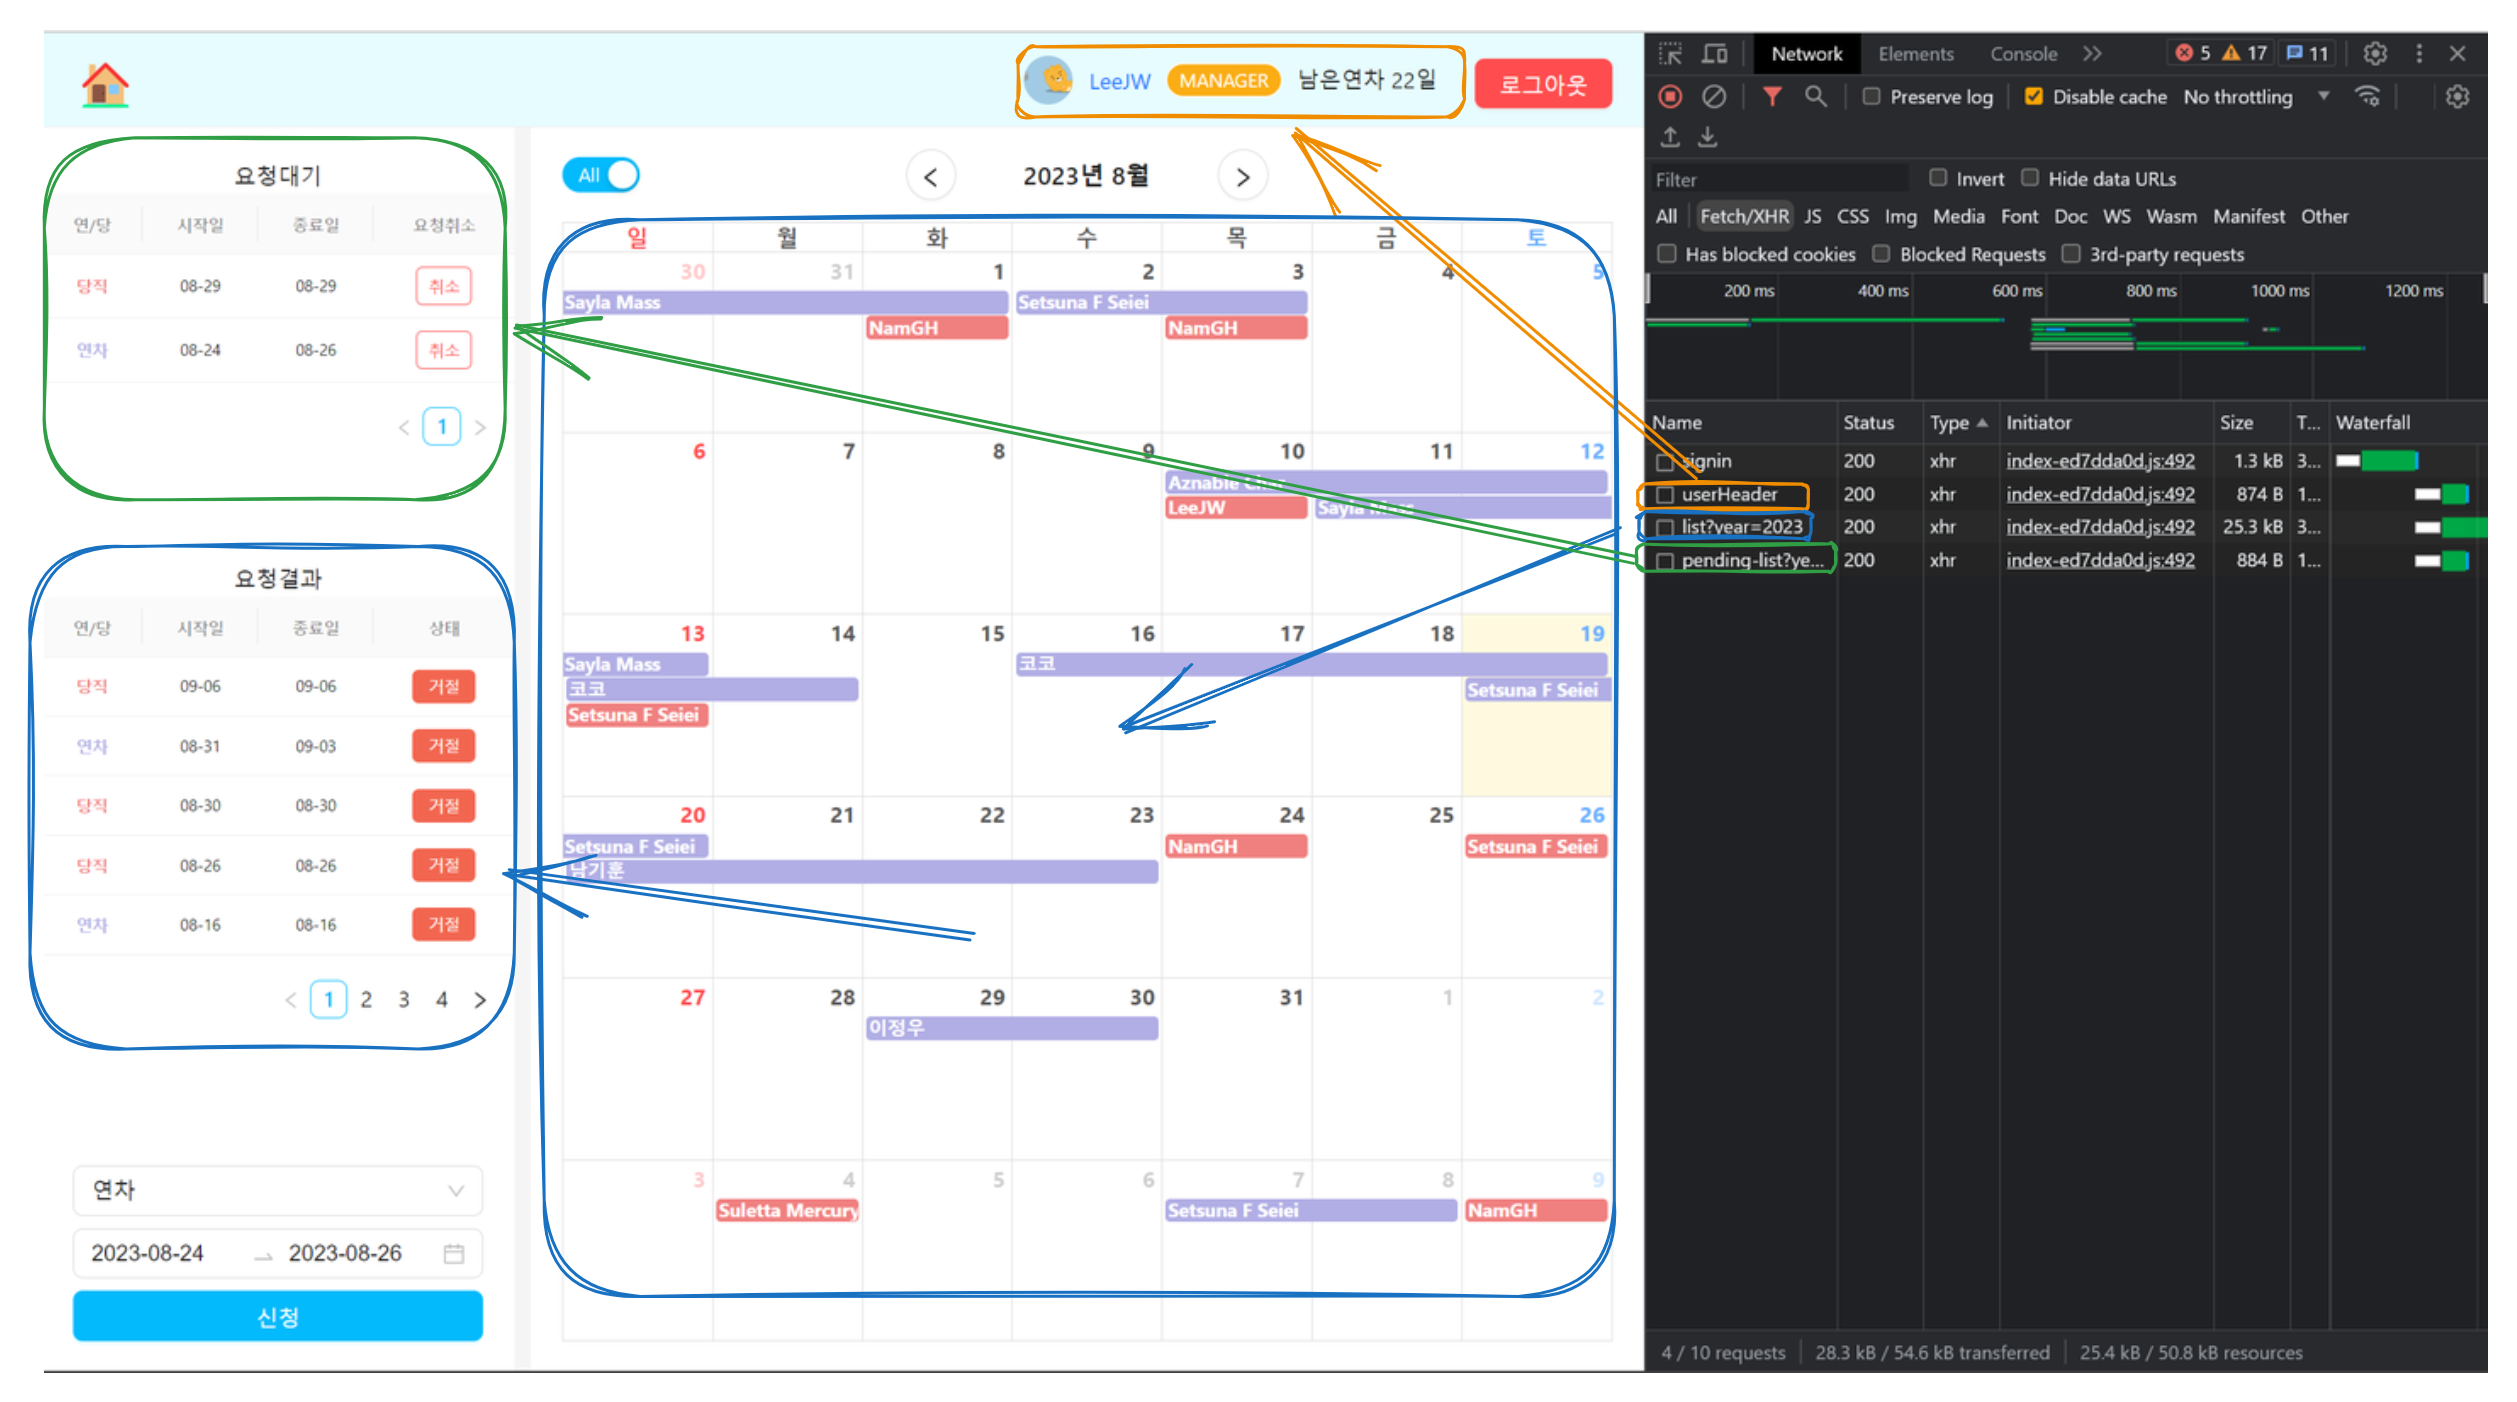 LeeJW MANAGER 남은연차 22일 로그아웃
요청대기
연/당 시작일 종료일 요청취소
당직 08-29 08-29 취소
연차 08-24 08-26 취소
< 1 >
요청결과
연/당 시작일 종료일 상태
당직 09-06 09-06 거절
연차 08-31 09-03 거절
당직 08-30 08-30 거절
당직 08-26 08-26 거절
연차 08-16 08-16 거절
< 1 2 3 4 >
연차
2023-08-24 → 2023-08-26
신청
All < 2023년 8월 >
일 월 화 수 목 금 토
30 31 1 2 3 4 5
Sayla Mass Setsuna F Seiei
NamGH NamGH
6 7 8 9 10 11 12
Aznable Char
LeeJW Sayla Mass
13 14 15 16 17 18 19
Sayla Mass 코코
코코 Setsuna F Seiei
Setsuna F Seiei
20 21 22 23 24 25 26
Setsuna F Seiei NamGH Setsuna F Seiei
남기훈
27 28 29 30 31 1 2
이정우
3 4 5 6 7 8 9
Suletta Mercury Setsuna F Seiei NamGH
Network Elements Console >> 5 17 11
Preserve log Disable cache No throttling
Filter Invert Hide data URLs
All Fetch/XHR JS CSS Img Media Font Doc WS Wasm Manifest Other
Has blocked cookies Blocked Requests 3rd-party requests
200 ms 400 ms 600 ms 800 ms 1000 ms 1200 ms
Name Status Type Initiator Size T... Waterfall
signin 200 xhr index-ed7dda0d.js:492 1.3 kB 3...
userHeader 200 xhr index-ed7dda0d.js:492 874 B 1...
list?year=2023 200 xhr index-ed7dda0d.js:492 25.3 kB 3...
pending-list?ye... 200 xhr index-ed7dda0d.js:492 884 B 1...
4 / 10 requests 28.3 kB / 54.6 kB transferred 25.4 kB / 50.8 kB resources